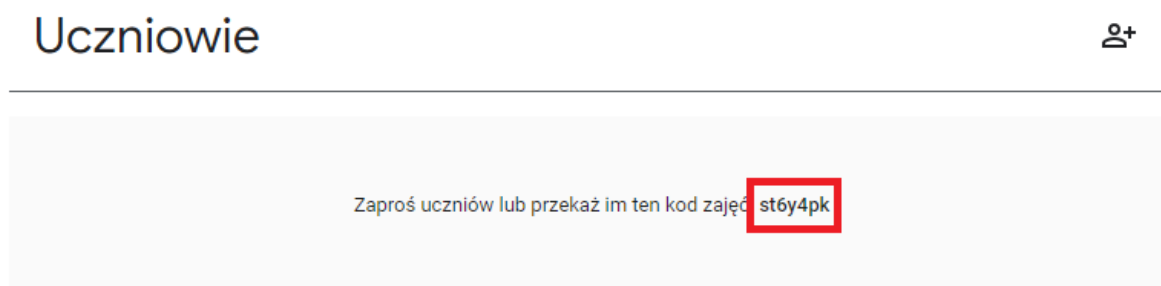 Uczniowie
Zaproś uczniów lub przekaż im ten kod zajęć st6y4pk